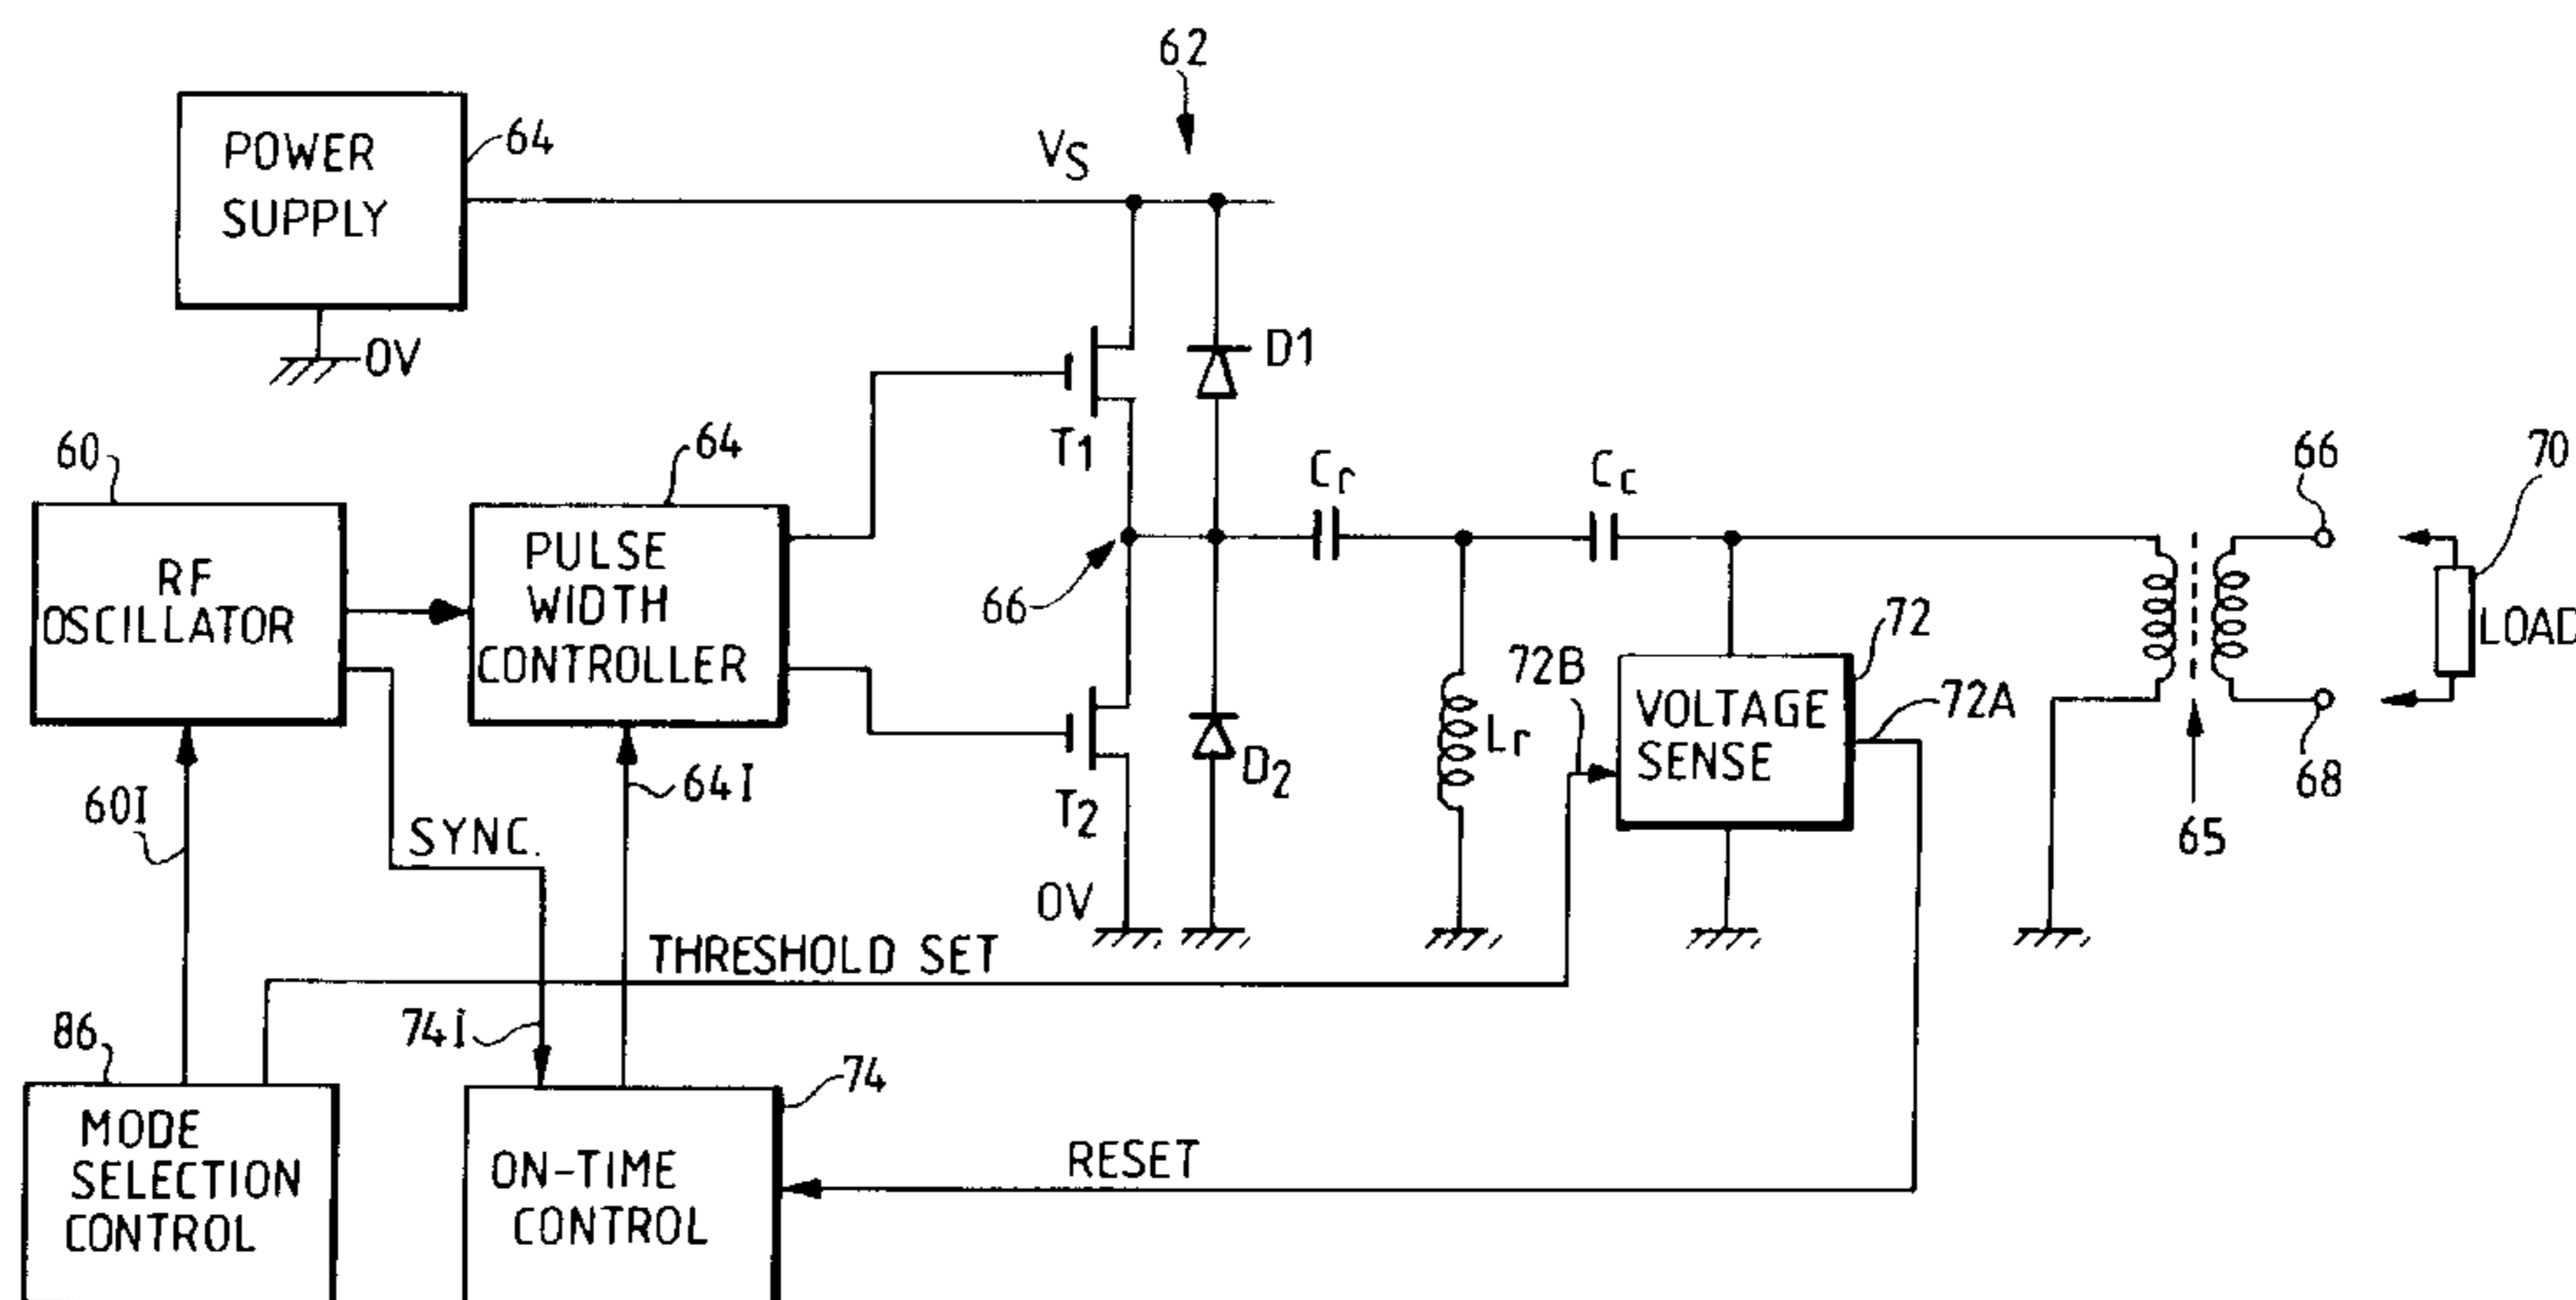 62
POWER
SUPPLY
64
VS
0V
D1
T1
60
64
RF
OSCILLATOR
PULSE
WIDTH
CONTROLLER
66
Cr
Cc
66
70
LOAD
68
65
72
72A
72B
VOLTAGE
SENSE
Lr
D2
T2
0V
60I
64I
SYNC.
THRESHOLD SET
74I
86
74
MODE
SELECTION
CONTROL
ON-TIME
CONTROL
RESET